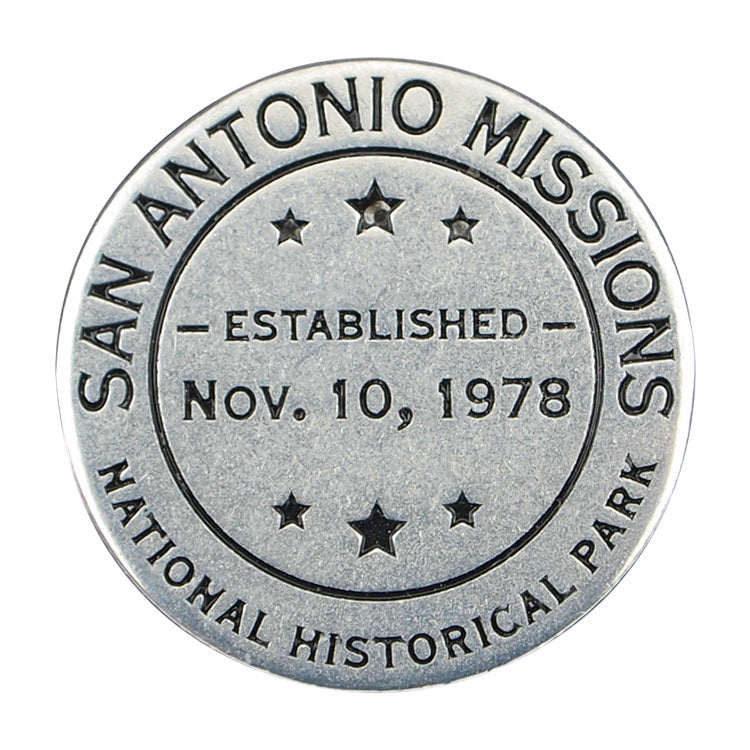 SAN ANTONIO MISSIONS
– ESTABLISHED –
NOV. 10, 1978
NATIONAL HISTORICAL PARK